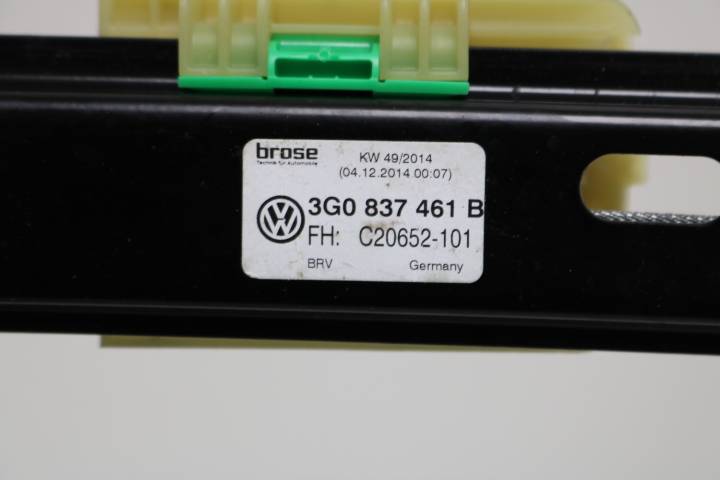 brose
Technik für Automobile
KW 49/2014
(04.12.2014 00:07)
3G0 837 461 B
FH: C20652-101
BRV Germany